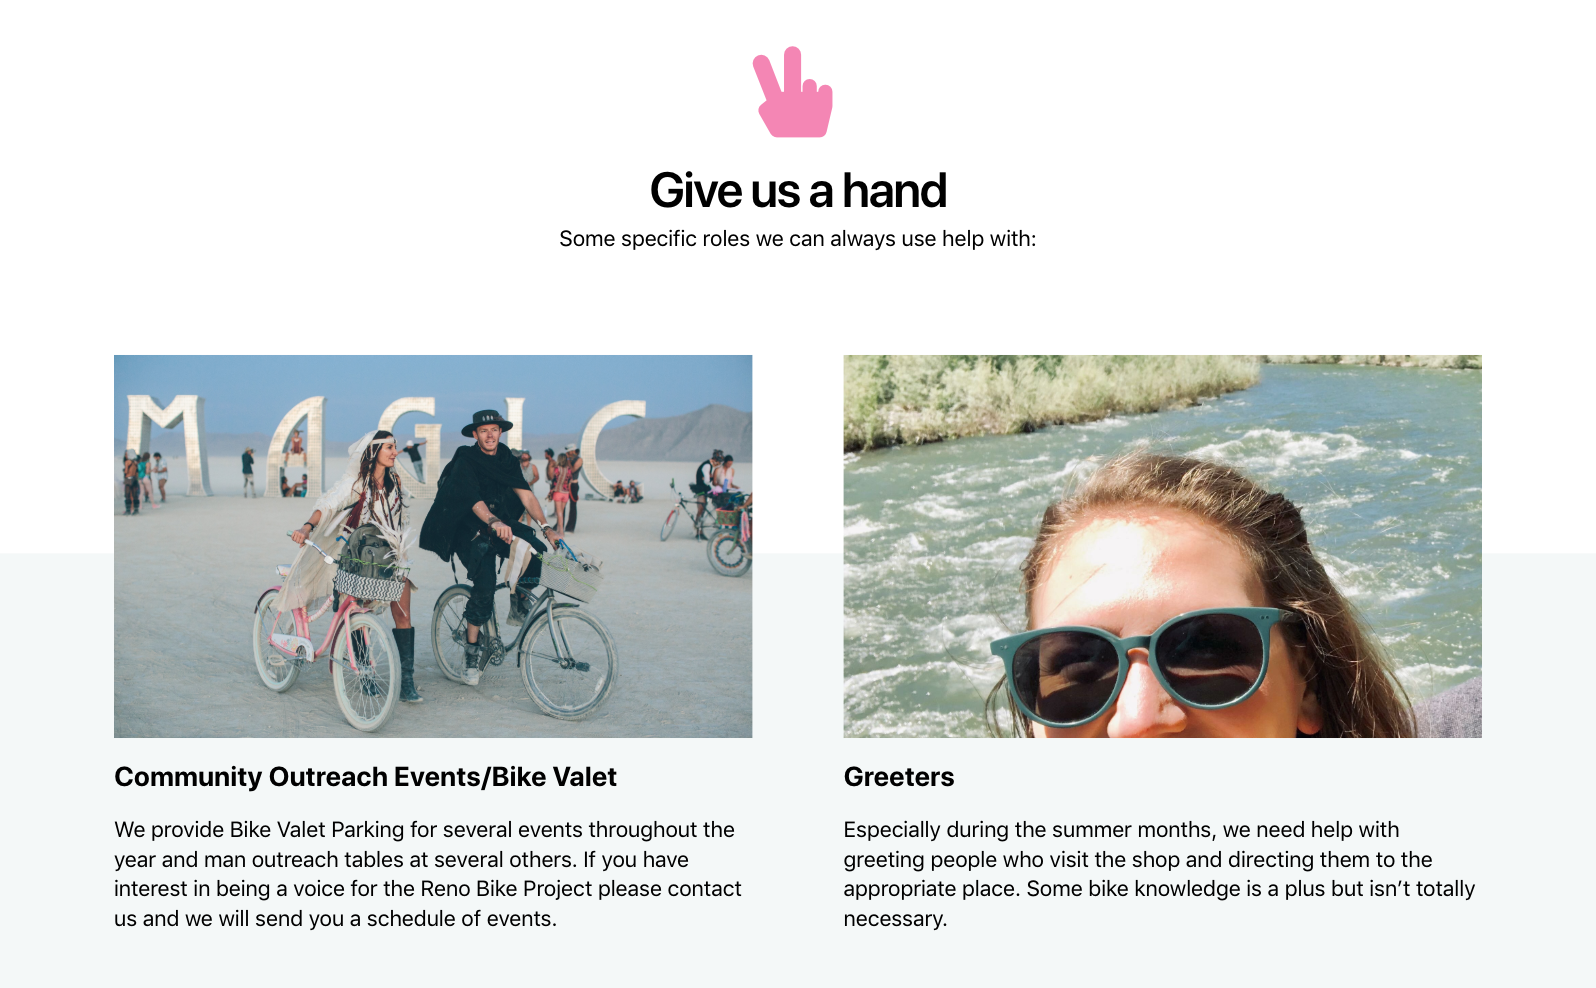 Give us a hand
Some specific roles we can always use help with:
MAGIC
Community Outreach Events/Bike Valet
We provide Bike Valet Parking for several events throughout the
year and man outreach tables at several others. If you have
interest in being a voice for the Reno Bike Project please contact
us and we will send you a schedule of events.
Greeters
Especially during the summer months, we need help with
greeting people who visit the shop and directing them to the
appropriate place. Some bike knowledge is a plus but isn’t totally
necessary.